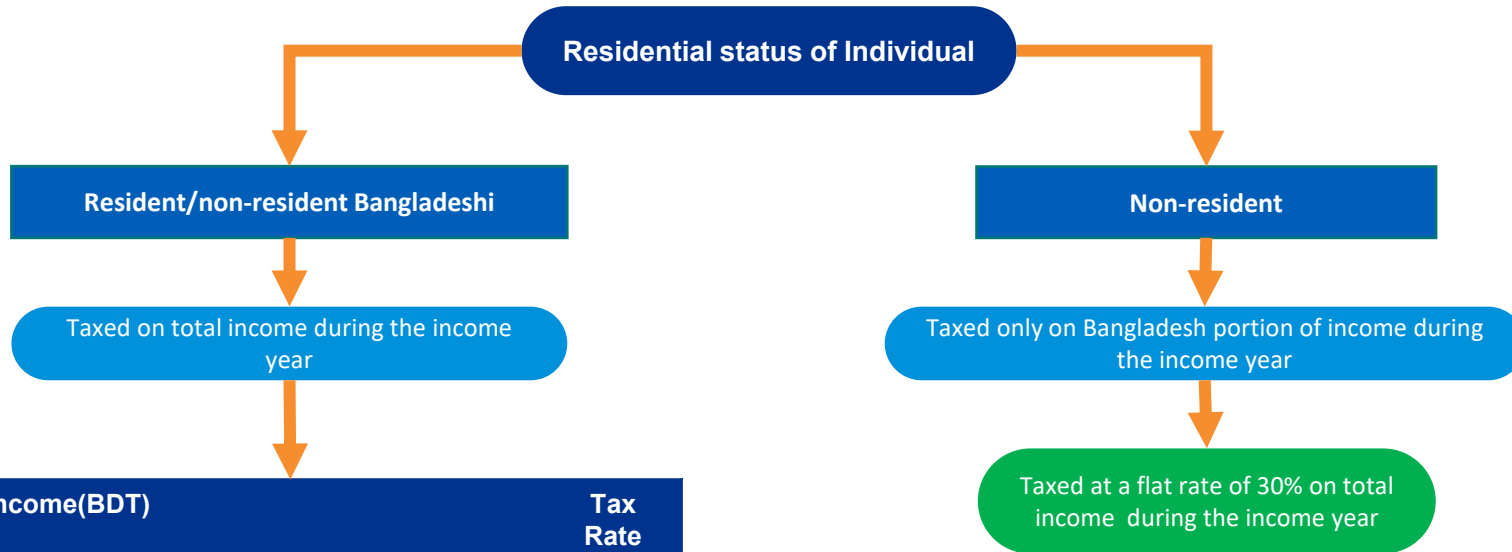 Residential status of Individual
Resident/non-resident Bangladeshi
Non-resident
Taxed on total income during the income
year
Taxed only on Bangladesh portion of income during
the income year
Taxed at a flat rate of 30% on total
income during the income year
ncome(BDT)
Tax
Rate